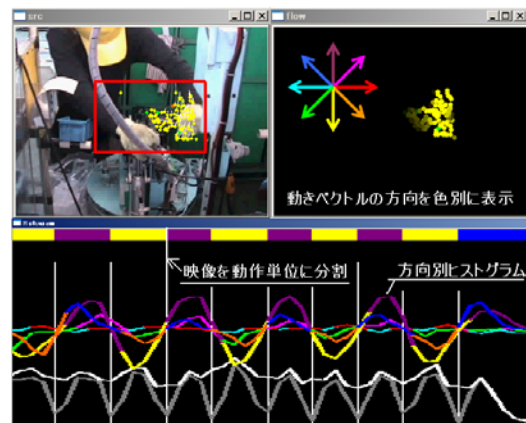 src
flow
動きベクトルの方向を色別に表示
映像を動作単位に分割
方向別ヒストグラム